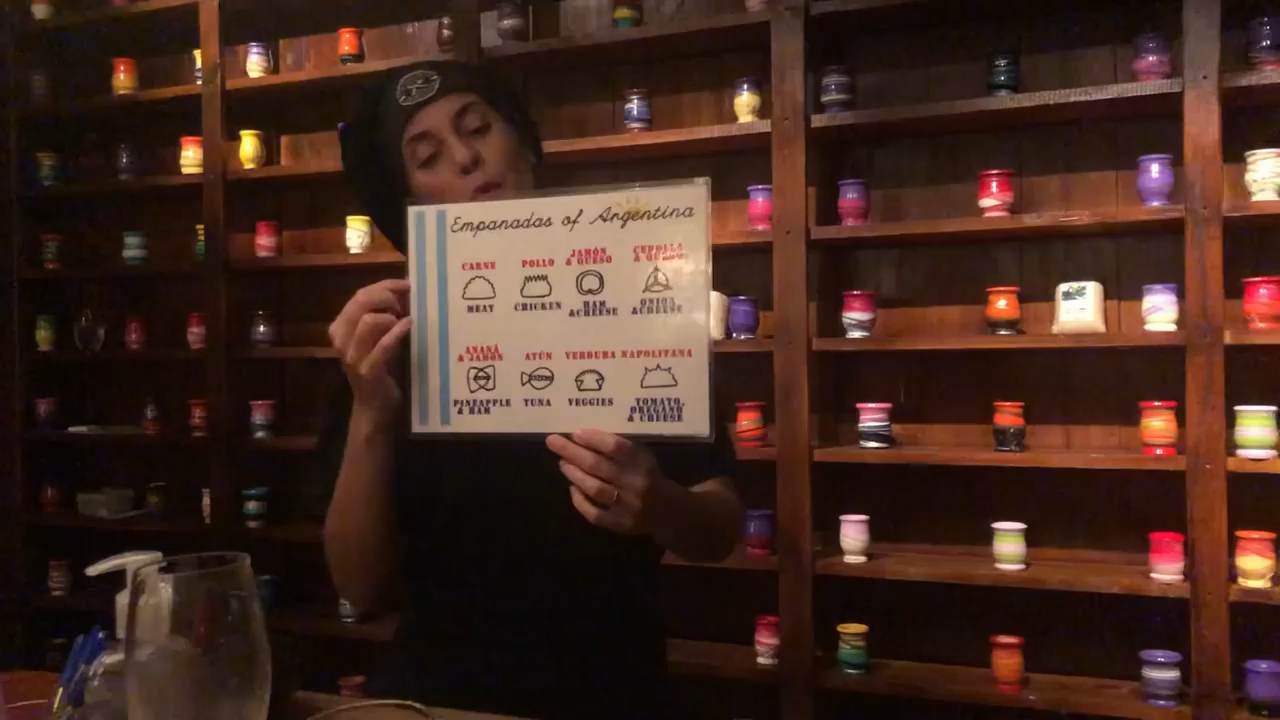 Empanadas of Argentina
CARNE
MEAT
POLLO
CHICKEN
JAMÓN
& QUESO
HAM
&CHEESE
CEBOLLA
& QUESO
ONION
&CHEESE
ANANÁ
& JAMÓN
PINEAPPLE
& HAM
ATÚN
TUNA
VERDURA
VEGGIES
NAPOLITANA
TOMATO,
OREGANO
& CHEESE